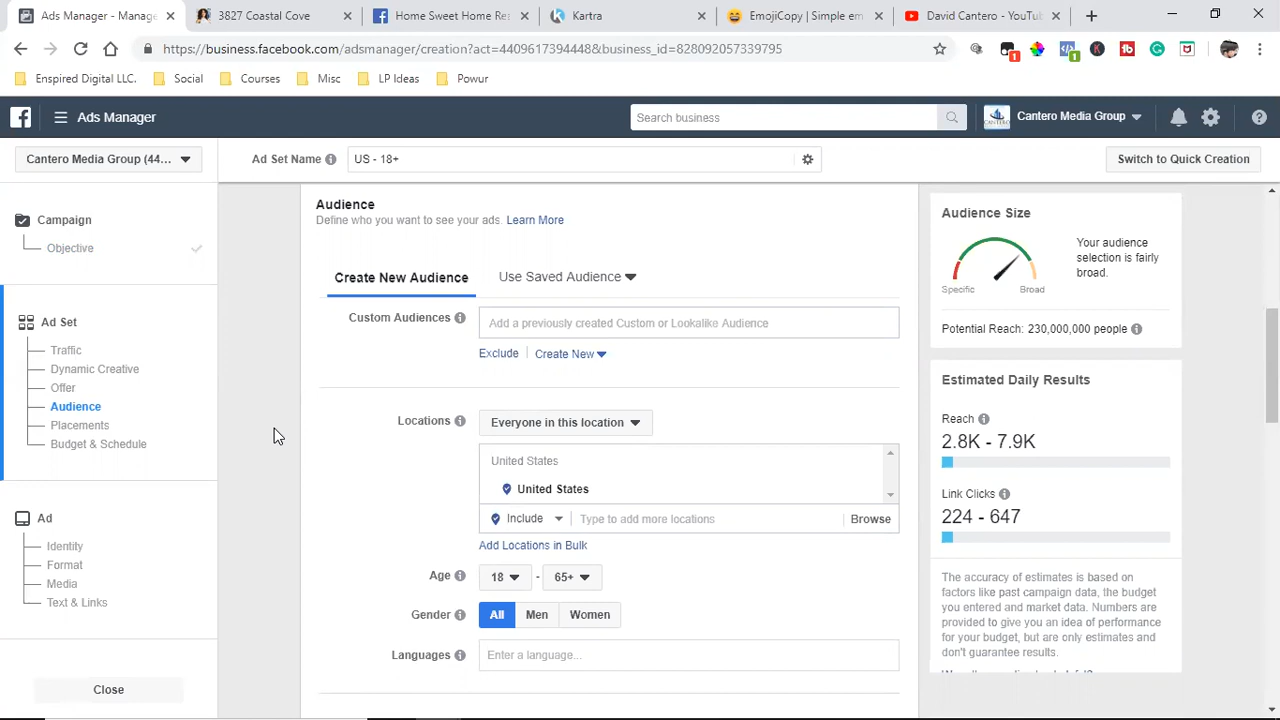 Ads Manager - Manage
3827 Coastal Cove
Home Sweet Home Res
Kartra
EmojiCopy | Simple em
David Cantero - YouTu
https://business.facebook.com/adsmanager/creation?act=4409617394448&business_id=828092057339795
1
1
Enspired Digital LLC.
Social
Courses
Misc
LP Ideas
Powur
Ads Manager
Search business
Cantero Media Group
Cantero Media Group (44...
Ad Set Name
US - 18+
Switch to Quick Creation
Campaign
Objective
Ad Set
Traffic
Dynamic Creative
Offer
Audience
Placements
Budget & Schedule
Ad
Identity
Format
Media
Text & Links
Close
Audience
Define who you want to see your ads. Learn More
Create New Audience
Use Saved Audience
Custom Audiences
Add a previously created Custom or Lookalike Audience
Exclude
Create New
Locations
Everyone in this location
United States
United States
Include
Type to add more locations
Browse
Add Locations in Bulk
Age
18 - 65+
Gender
All Men Women
Languages
Enter a language...
Audience Size
Your audience
selection is fairly
broad.
Specific
Broad
Potential Reach: 230,000,000 people
Estimated Daily Results
Reach
2.8K - 7.9K
Link Clicks
224 - 647
The accuracy of estimates is based on
factors like past campaign data, the budget
you entered and market data. Numbers are
provided to give you an idea of performance
for your budget, but are only estimates and
don't guarantee results.